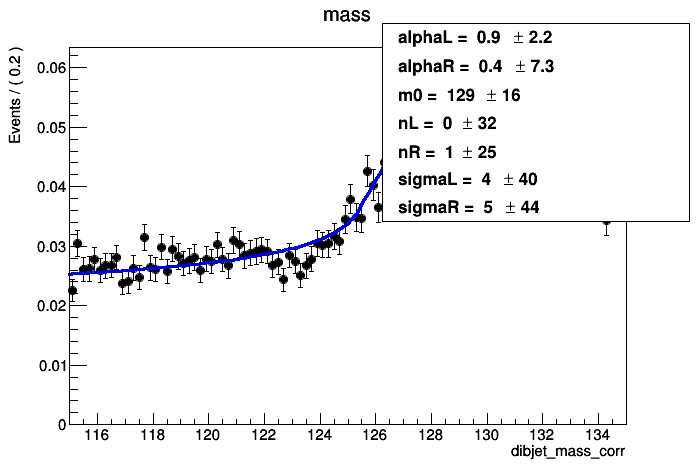 mass
alphaL = 0.9 ± 2.2
alphaR = 0.4 ± 7.3
m0 = 129 ± 16
nL = 0 ± 32
nR = 1 ± 25
sigmaL = 4 ± 40
sigmaR = 5 ± 44
Events / ( 0.2 )
0.06
0.05
0.04
0.03
0.02
0.01
0
116 118 120 122 124 126 128 130 132 134
dibjet_mass_corr